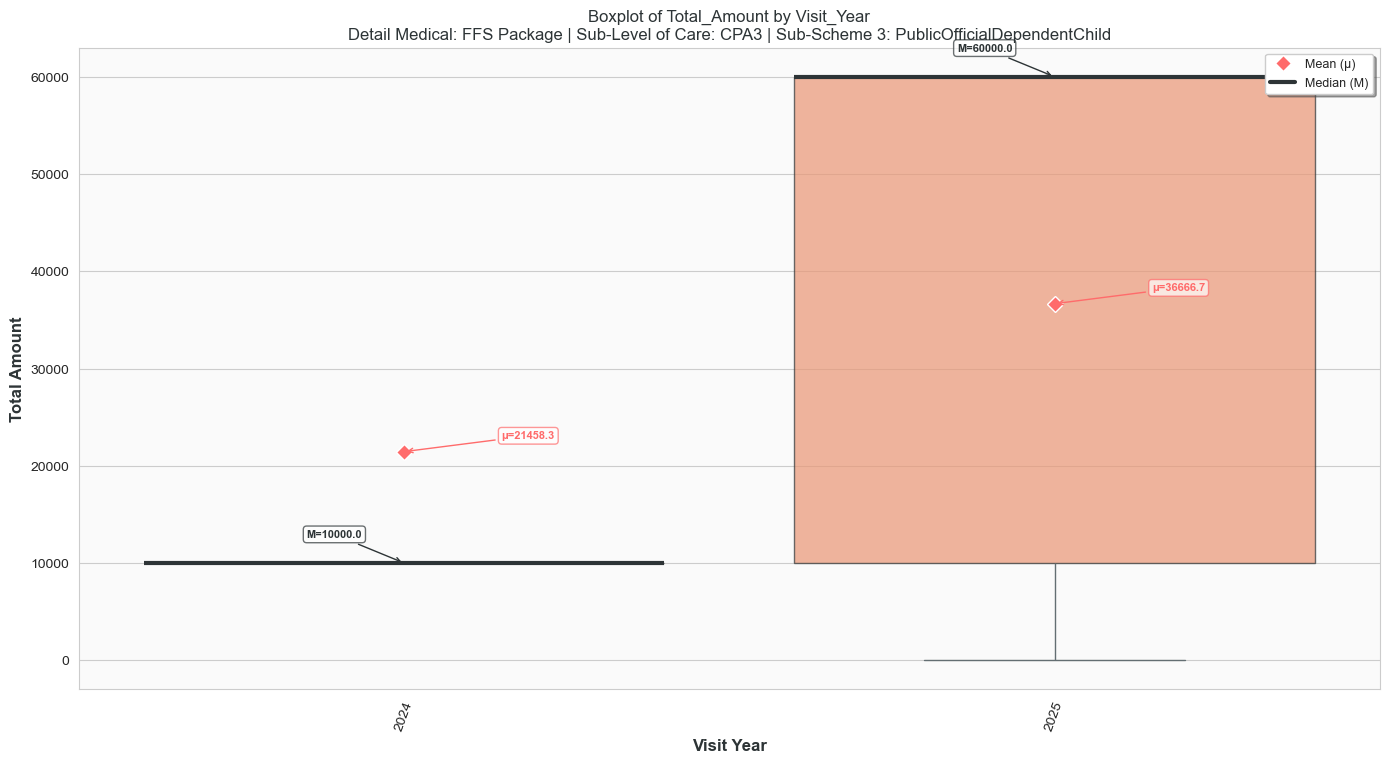 Boxplot of Total_Amount by Visit_Year
Detail Medical: FFS Package | Sub-Level of Care: CPA3 | Sub-Scheme 3: PublicOfficialDependentChild
M=60000.0
Mean (μ)
Median (M)
60000
50000
40000
μ=36666.7
30000
μ=21458.3
20000
M=10000.0
10000
0
Total Amount
2024
2025
Visit Year